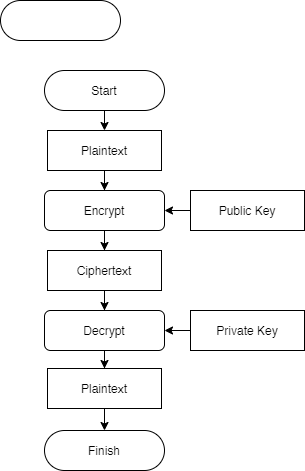 Start
Plaintext
Encrypt
Public Key
Ciphertext
Decrypt
Private Key
Plaintext
Finish